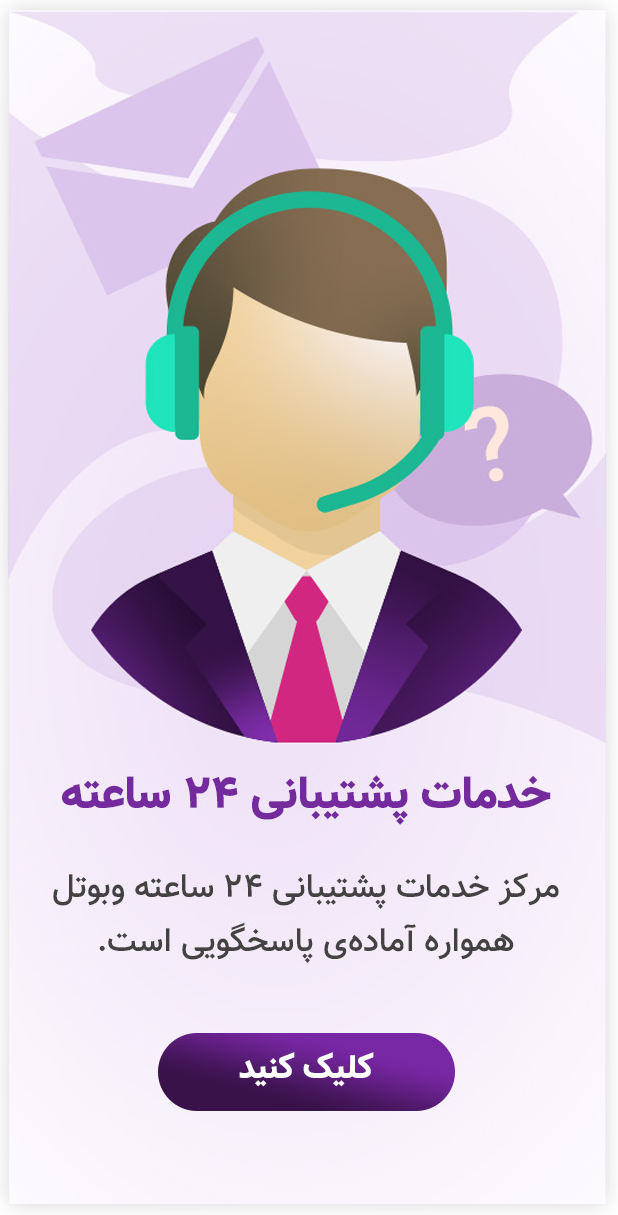 ?
خدمات پشتیبانی ۲۴ ساعته
مرکز خدمات پشتیبانی ۲۴ ساعته وبوتل
همواره آماده‌ی پاسخگویی است.
کلیک کنید